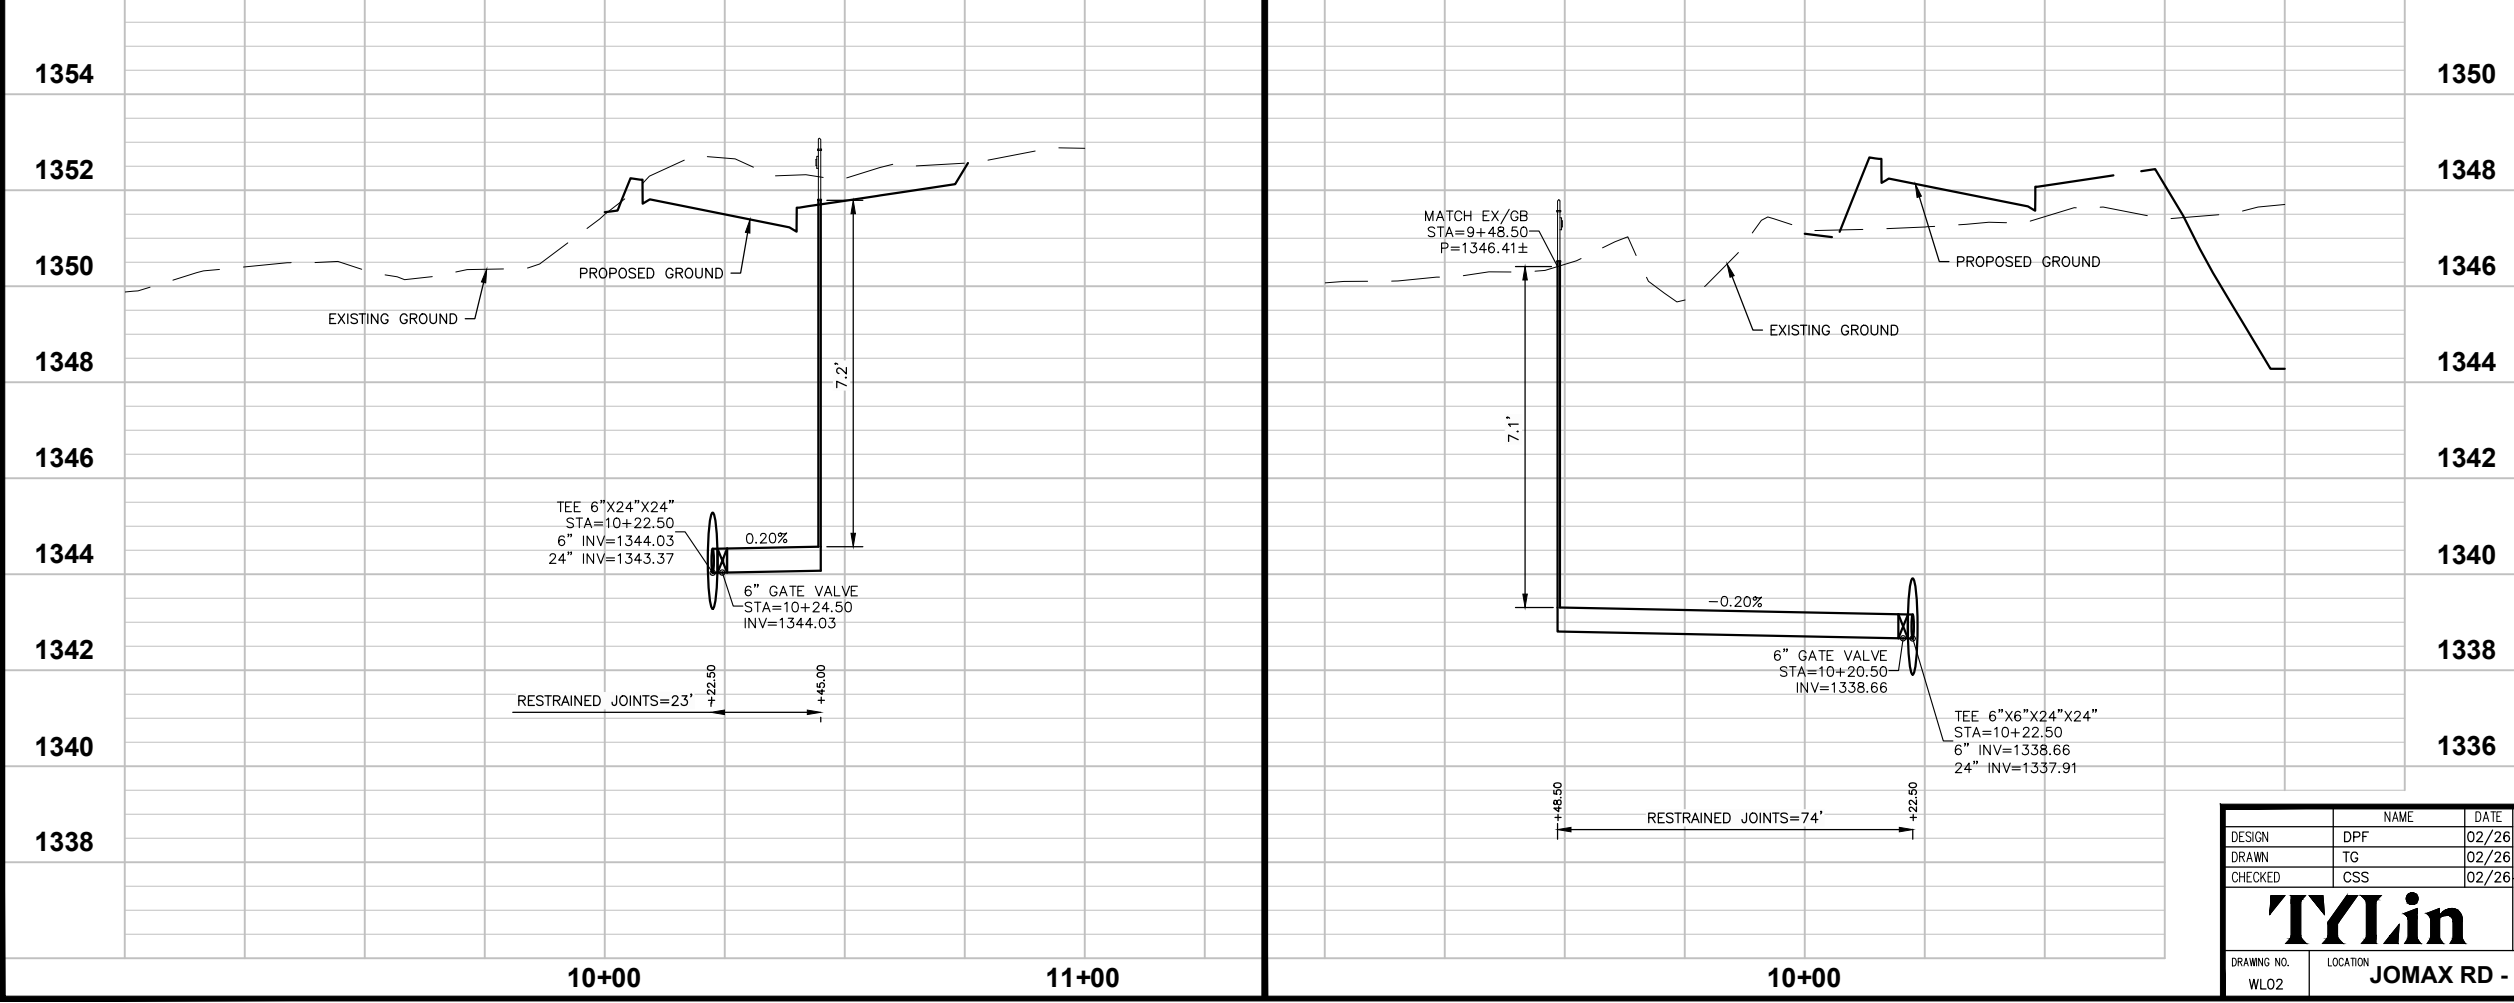 1354
1352
1350
1348
1346
1344
1342
1340
1338
PROPOSED GROUND
EXISTING GROUND
7.2'
TEE 6"X24"X24"
STA=10+22.50
6" INV=1344.03
24" INV=1343.37
0.20%
6" GATE VALVE
STA=10+24.50
INV=1344.03
RESTRAINED JOINTS=23'
+22.50
+45.00
10+00
11+00
MATCH EX/GB
STA=9+48.50
P=1346.41±
PROPOSED GROUND
EXISTING GROUND
7.1'
-0.20%
6" GATE VALVE
STA=10+20.50
INV=1338.66
TEE 6"X6"X24"X24"
STA=10+22.50
6" INV=1338.66
24" INV=1337.91
+48.50
+22.50
RESTRAINED JOINTS=74'
10+00
1350
1348
1346
1344
1342
1340
1338
1336
NAME DATE
DESIGN DPF 02/26
DRAWN TG 02/26
CHECKED CSS 02/26
TYLin
DRAWING NO.
WL02
LOCATION
JOMAX RD -